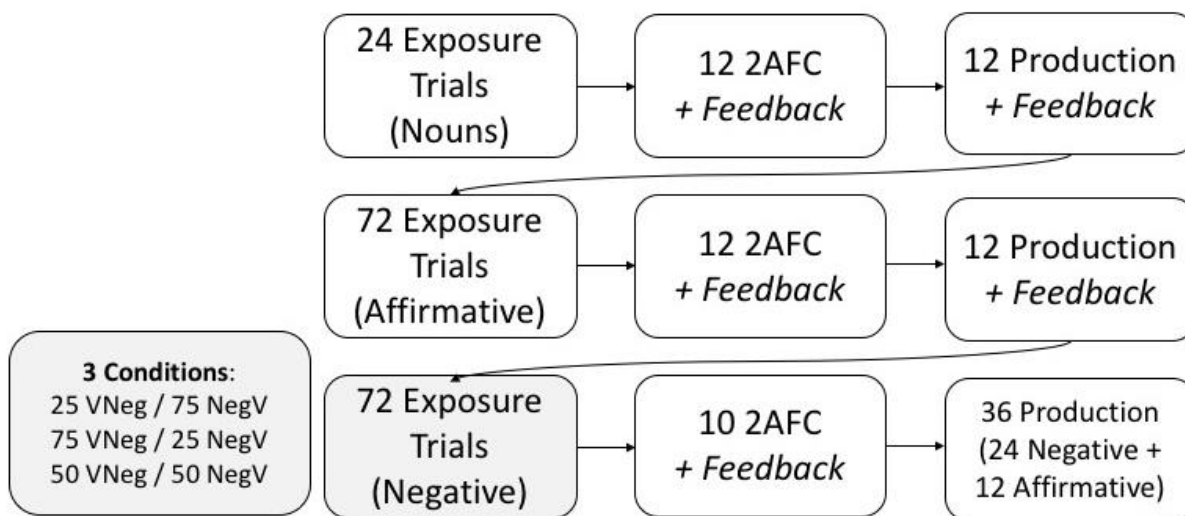 24 Exposure
Trials
(Nouns)
12 2AFC
+ Feedback
12 Production
+ Feedback
72 Exposure
Trials
(Affirmative)
12 2AFC
+ Feedback
12 Production
+ Feedback
3 Conditions:
25 VNeg / 75 NegV
75 VNeg / 25 NegV
50 VNeg / 50 NegV
72 Exposure
Trials
(Negative)
10 2AFC
+ Feedback
36 Production
(24 Negative +
12 Affirmative)